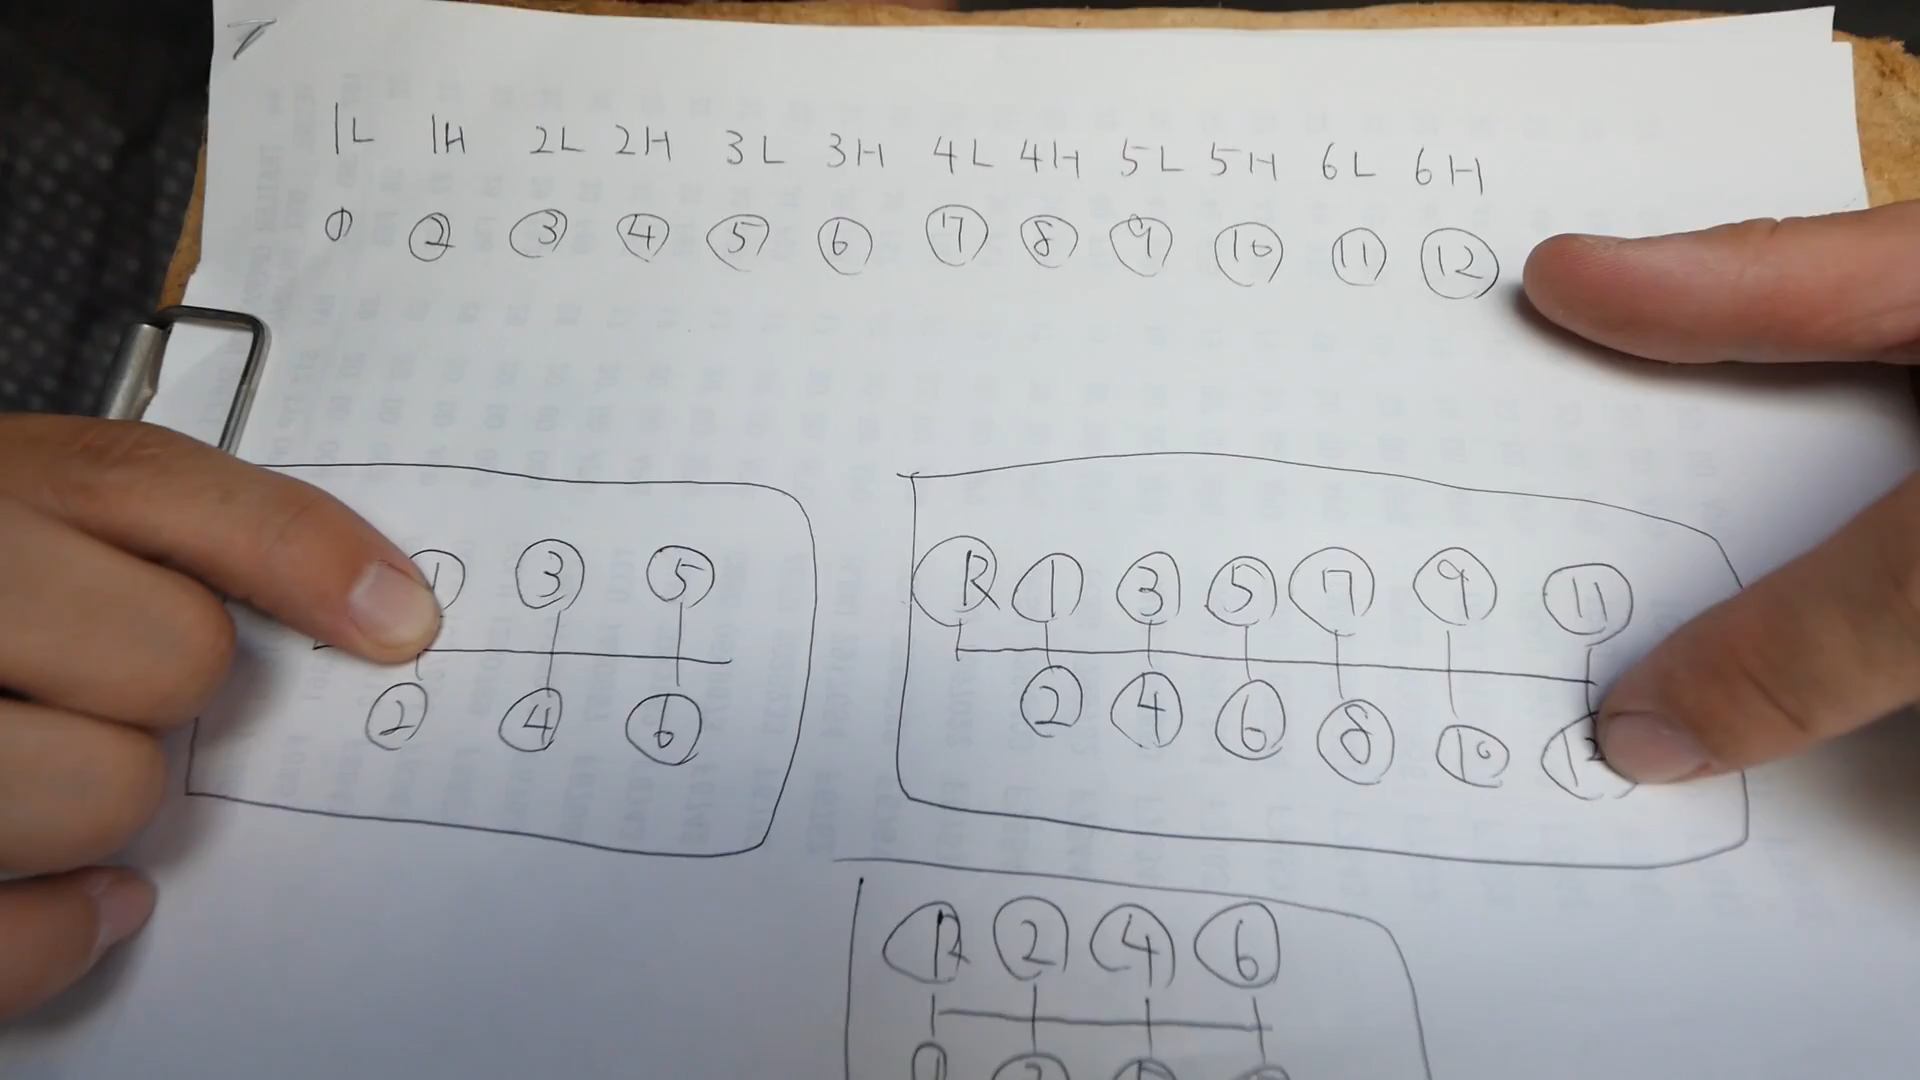 1L 1H 2L 2H 3L 3H 4L 4H 5L 5H 6L 6H
① ② ③ ④ ⑤ ⑥ ⑦ ⑧ ⑨ ⑩ ⑪ ⑫
① ③ ⑤
② ④ ⑥
R ① ③ ⑤ ⑦ ⑨ ⑪
② ④ ⑥ ⑧ ⑩ ⑫
R ② ④ ⑥